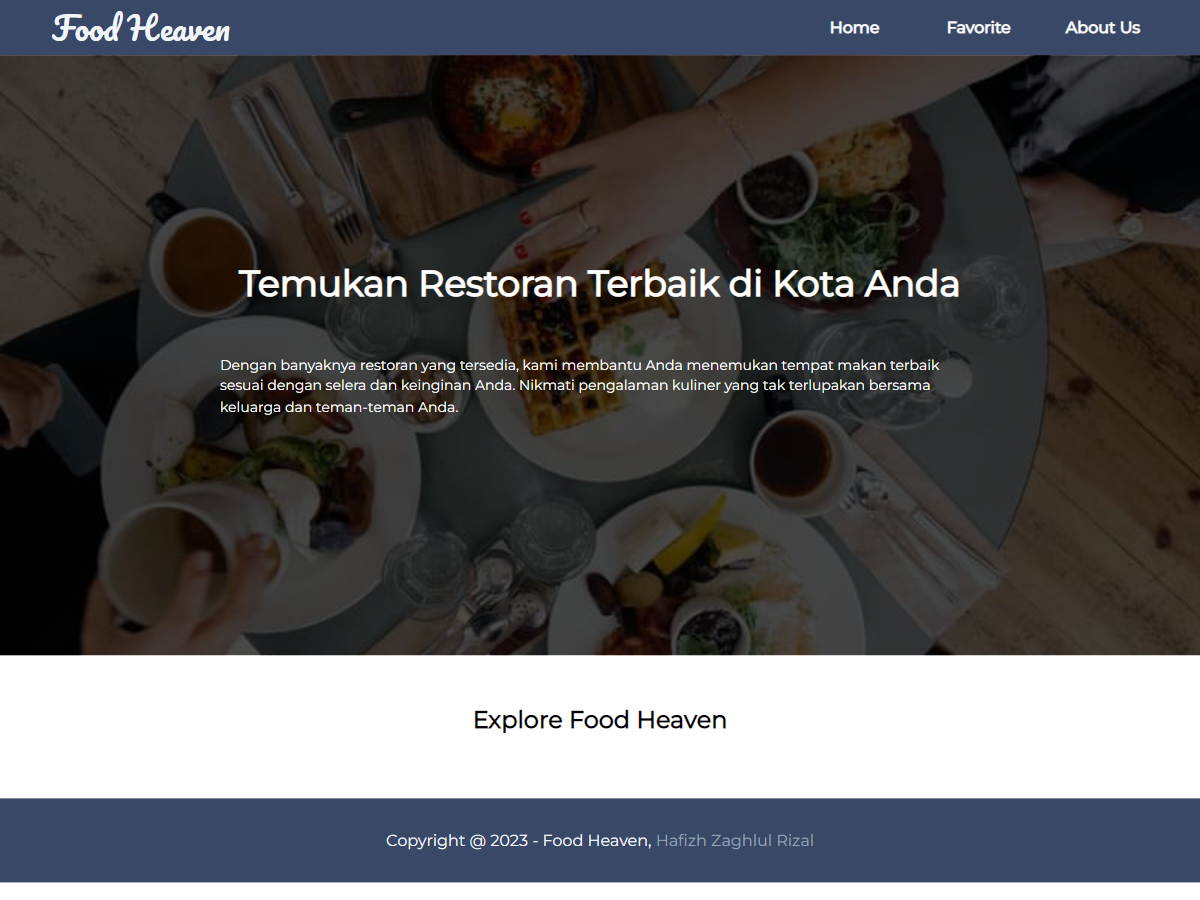 Food Heaven
Home Favorite About Us
Temukan Restoran Terbaik di Kota Anda
Dengan banyaknya restoran yang tersedia, kami membantu Anda menemukan tempat makan terbaik
sesuai dengan selera dan keinginan Anda. Nikmati pengalaman kuliner yang tak terlupakan bersama
keluarga dan teman-teman Anda.
Explore Food Heaven
Copyright @ 2023 - Food Heaven, Hafizh Zaghlul Rizal